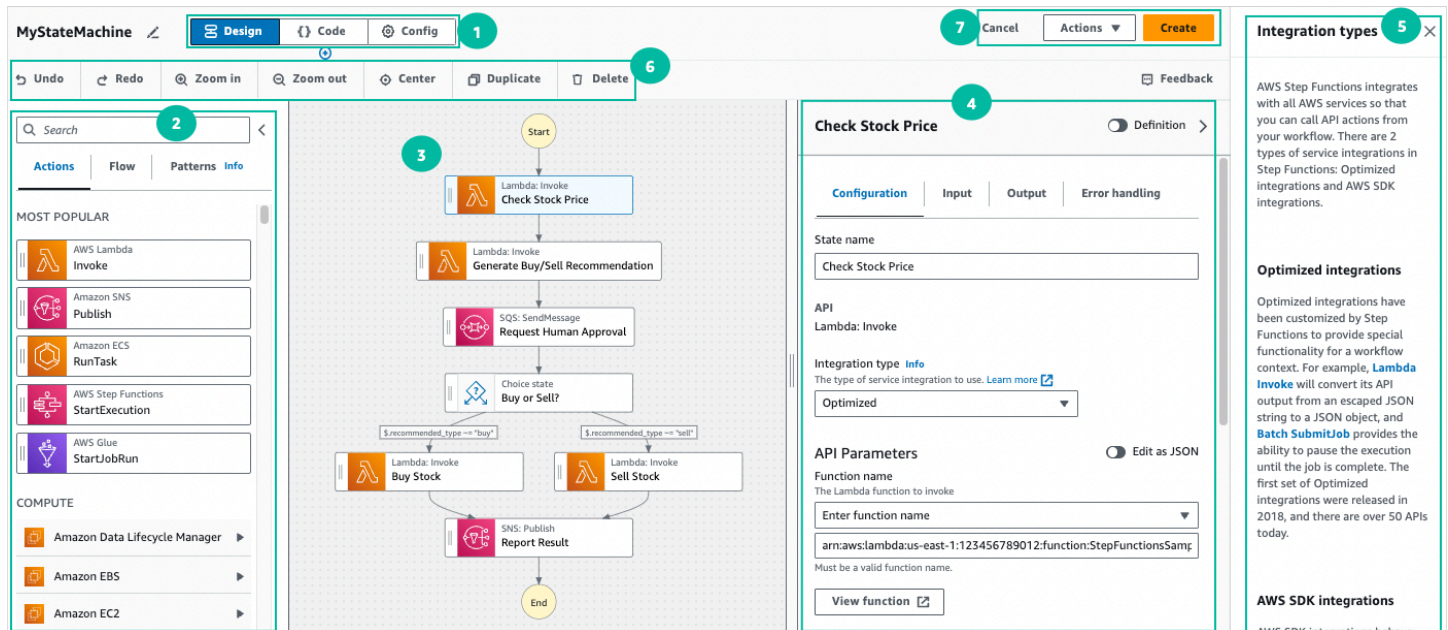 MyStateMachine
Design
{} Code
Config
1
7
Cancel
Actions
Create
Undo
Redo
Zoom in
Zoom out
Center
Duplicate
Delete
6
Feedback
2
Search
Actions
Flow
Patterns Info
MOST POPULAR
AWS Lambda
Invoke
Amazon SNS
Publish
Amazon ECS
RunTask
AWS Step Functions
StartExecution
AWS Glue
StartJobRun
COMPUTE
Amazon Data Lifecycle Manager
Amazon EBS
Amazon EC2
3
Start
Lambda: Invoke
Check Stock Price
Lambda: Invoke
Generate Buy/Sell Recommendation
SQS: SendMessage
Request Human Approval
Choice state
Buy or Sell?
$.recommended_type == "buy"
$.recommended_type == "sell"
Lambda: Invoke
Buy Stock
Lambda: Invoke
Sell Stock
SNS: Publish
Report Result
End
4
Check Stock Price
Definition
Configuration
Input
Output
Error handling
State name
Check Stock Price
API
Lambda: Invoke
Integration type Info
The type of service integration to use. Learn more
Optimized
API Parameters
Edit as JSON
Function name
The Lambda function to invoke
Enter function name
arn:aws:lambda:us-east-1:123456789012:function:StepFunctionsSamp
Must be a valid function name.
View function
5
Integration types
AWS Step Functions integrates
with all AWS services so that
you can call API actions from
your workflow. There are 2
types of service integrations in
Step Functions: Optimized
integrations and AWS SDK
integrations.
Optimized integrations
Optimized integrations have
been customized by Step
Functions to provide special
functionality for a workflow
context. For example, Lambda
Invoke will convert its API
output from an escaped JSON
string to a JSON object, and
Batch SubmitJob provides the
ability to pause the execution
until the job is complete. The
first set of Optimized
integrations were released in
2018, and there are over 50 APIs
today.
AWS SDK integrations